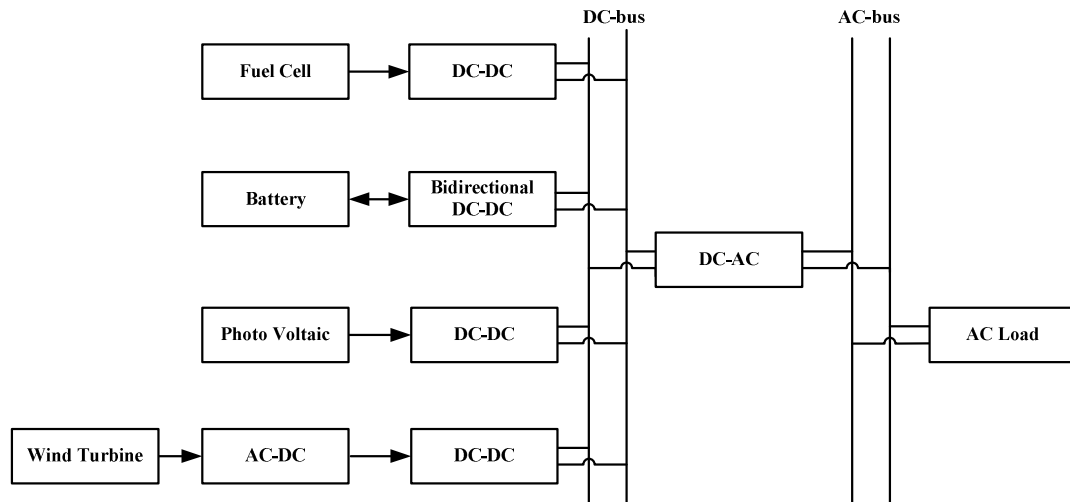 DC-bus
AC-bus
Fuel Cell
DC-DC
Battery
Bidirectional
DC-DC
DC-AC
Photo Voltaic
DC-DC
AC Load
Wind Turbine
AC-DC
DC-DC